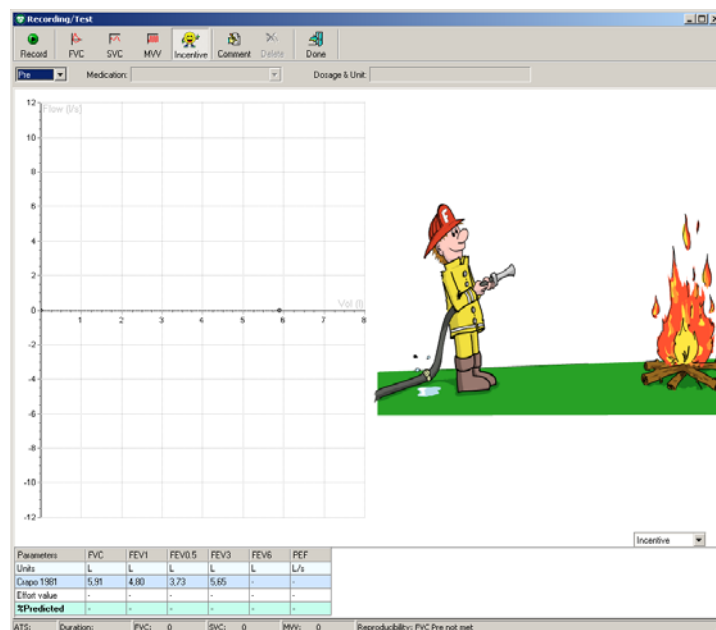 Recording/Test
Record FVC SVC MVV Incentive Comment Delete Done
Pre Medication: Dosage & Unit:
Flow (l/s)
12
10
8
6
4
2
0
-2
-4
-6
-8
-10
-12
1 2 3 4 5 6 7 8
Vol (l)
F
Incentive
Parameters FVC FEV1 FEV0.5 FEV3 FEV6 PEF
Units L L L L L L/s
Crapo 1981 5,91 4,80 3,73 5,65 - -
Effort value - - - - - -
%Predicted - - - - - -
ATS: Duration: FVC: 0 SVC: 0 MVV: 0 Reproducibility: FVC Pre not met